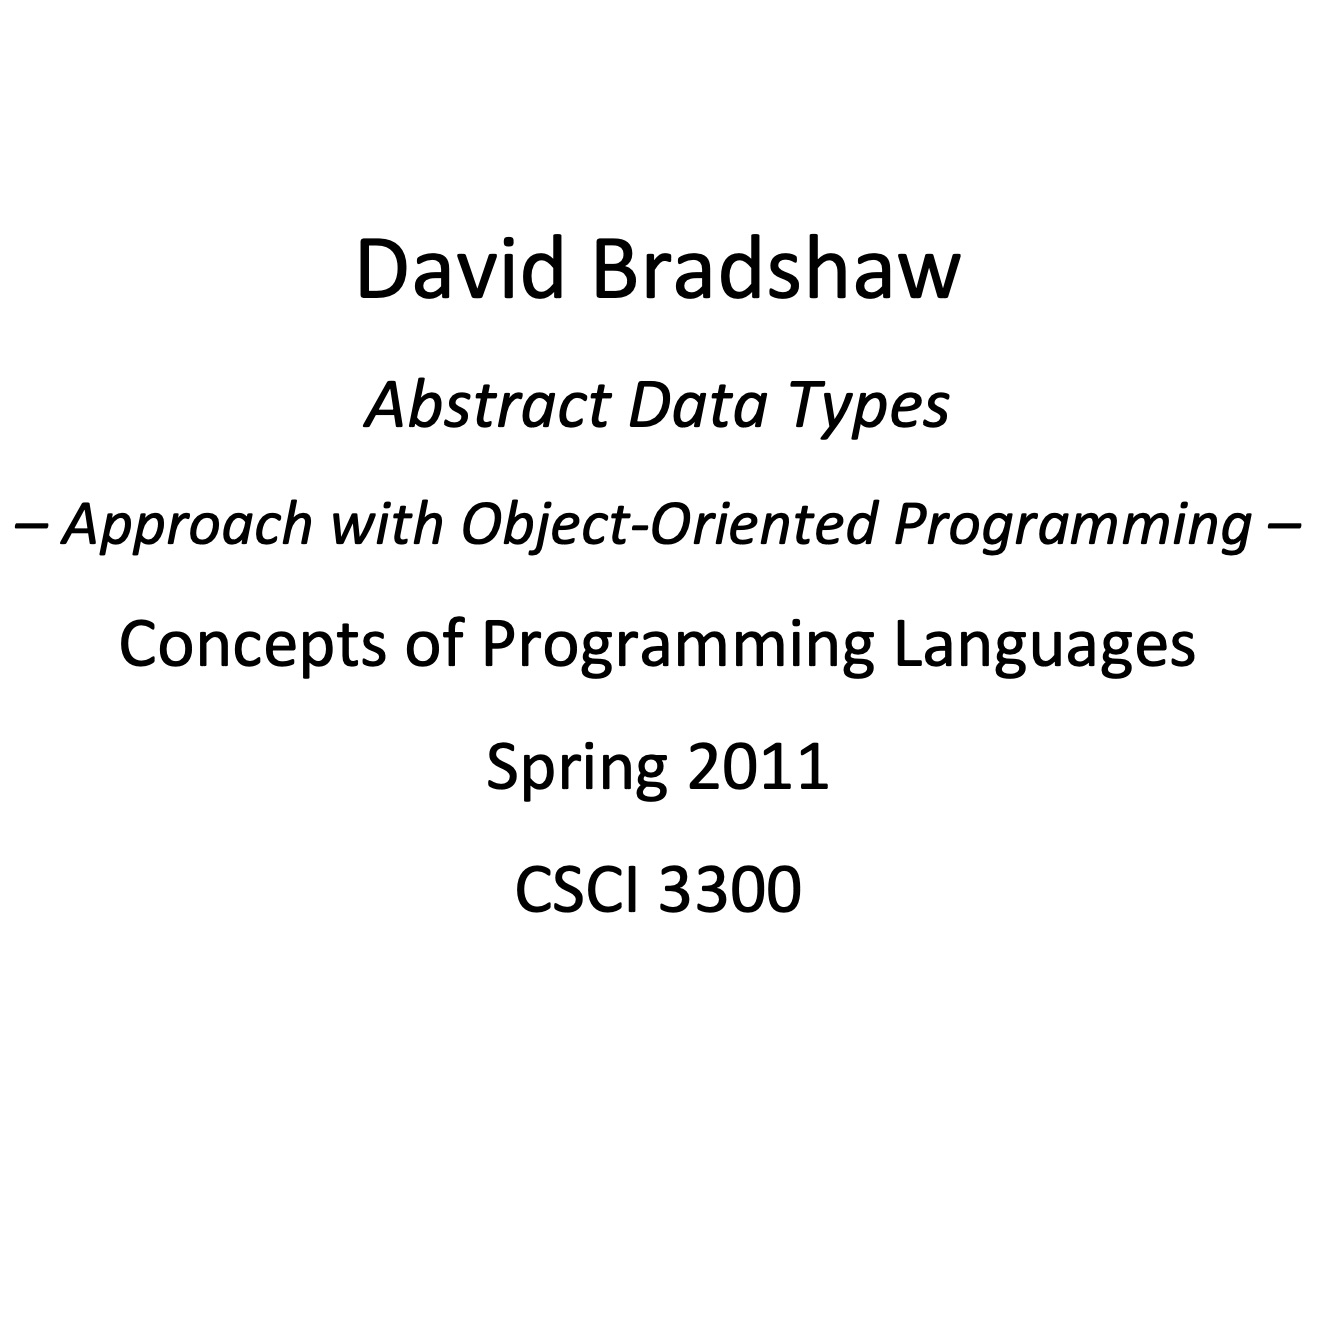 David Bradshaw
Abstract Data Types
– Approach with Object-Oriented Programming –
Concepts of Programming Languages
Spring 2011
CSCI 3300